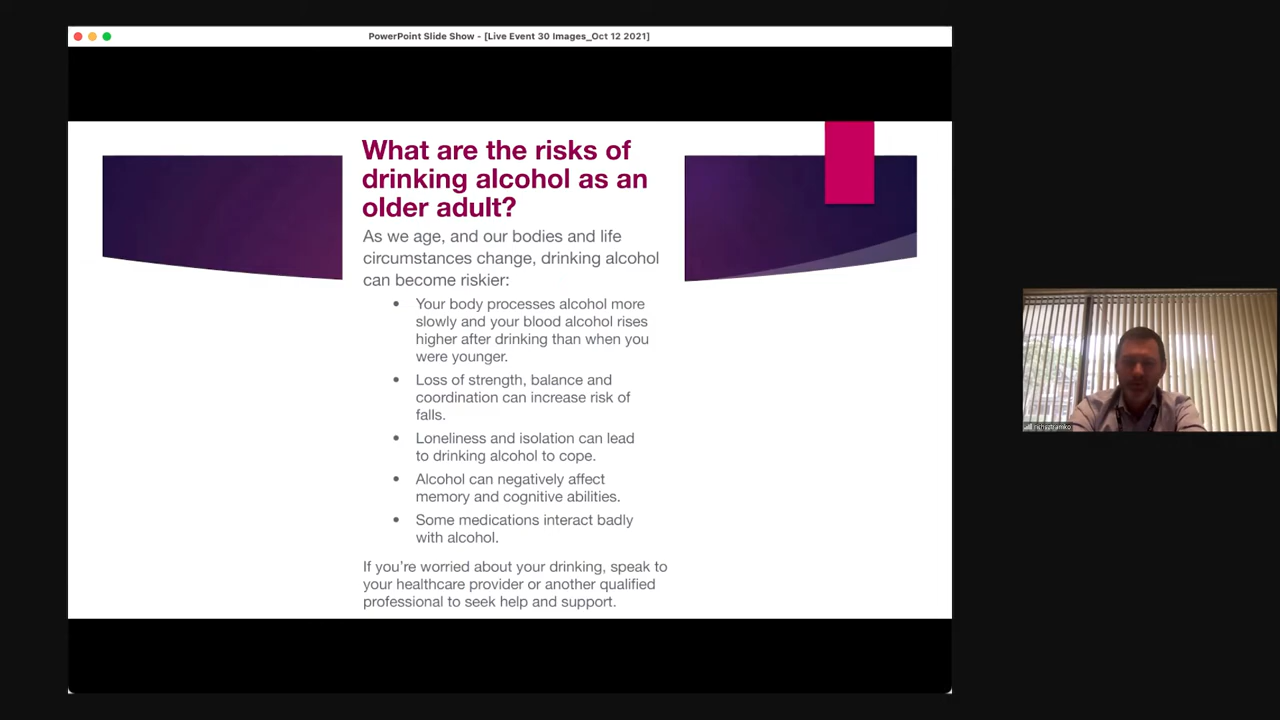 PowerPoint Slide Show - [Live Event 30 Images_Oct 12 2021]
What are the risks of
drinking alcohol as an
older adult?
As we age, and our bodies and life
circumstances change, drinking alcohol
can become riskier:
• Your body processes alcohol more
slowly and your blood alcohol rises
higher after drinking than when you
were younger.
• Loss of strength, balance and
coordination can increase risk of
falls.
• Loneliness and isolation can lead
to drinking alcohol to cope.
• Alcohol can negatively affect
memory and cognitive abilities.
• Some medications interact badly
with alcohol.
If you’re worried about your drinking, speak to
your healthcare provider or another qualified
professional to seek help and support.